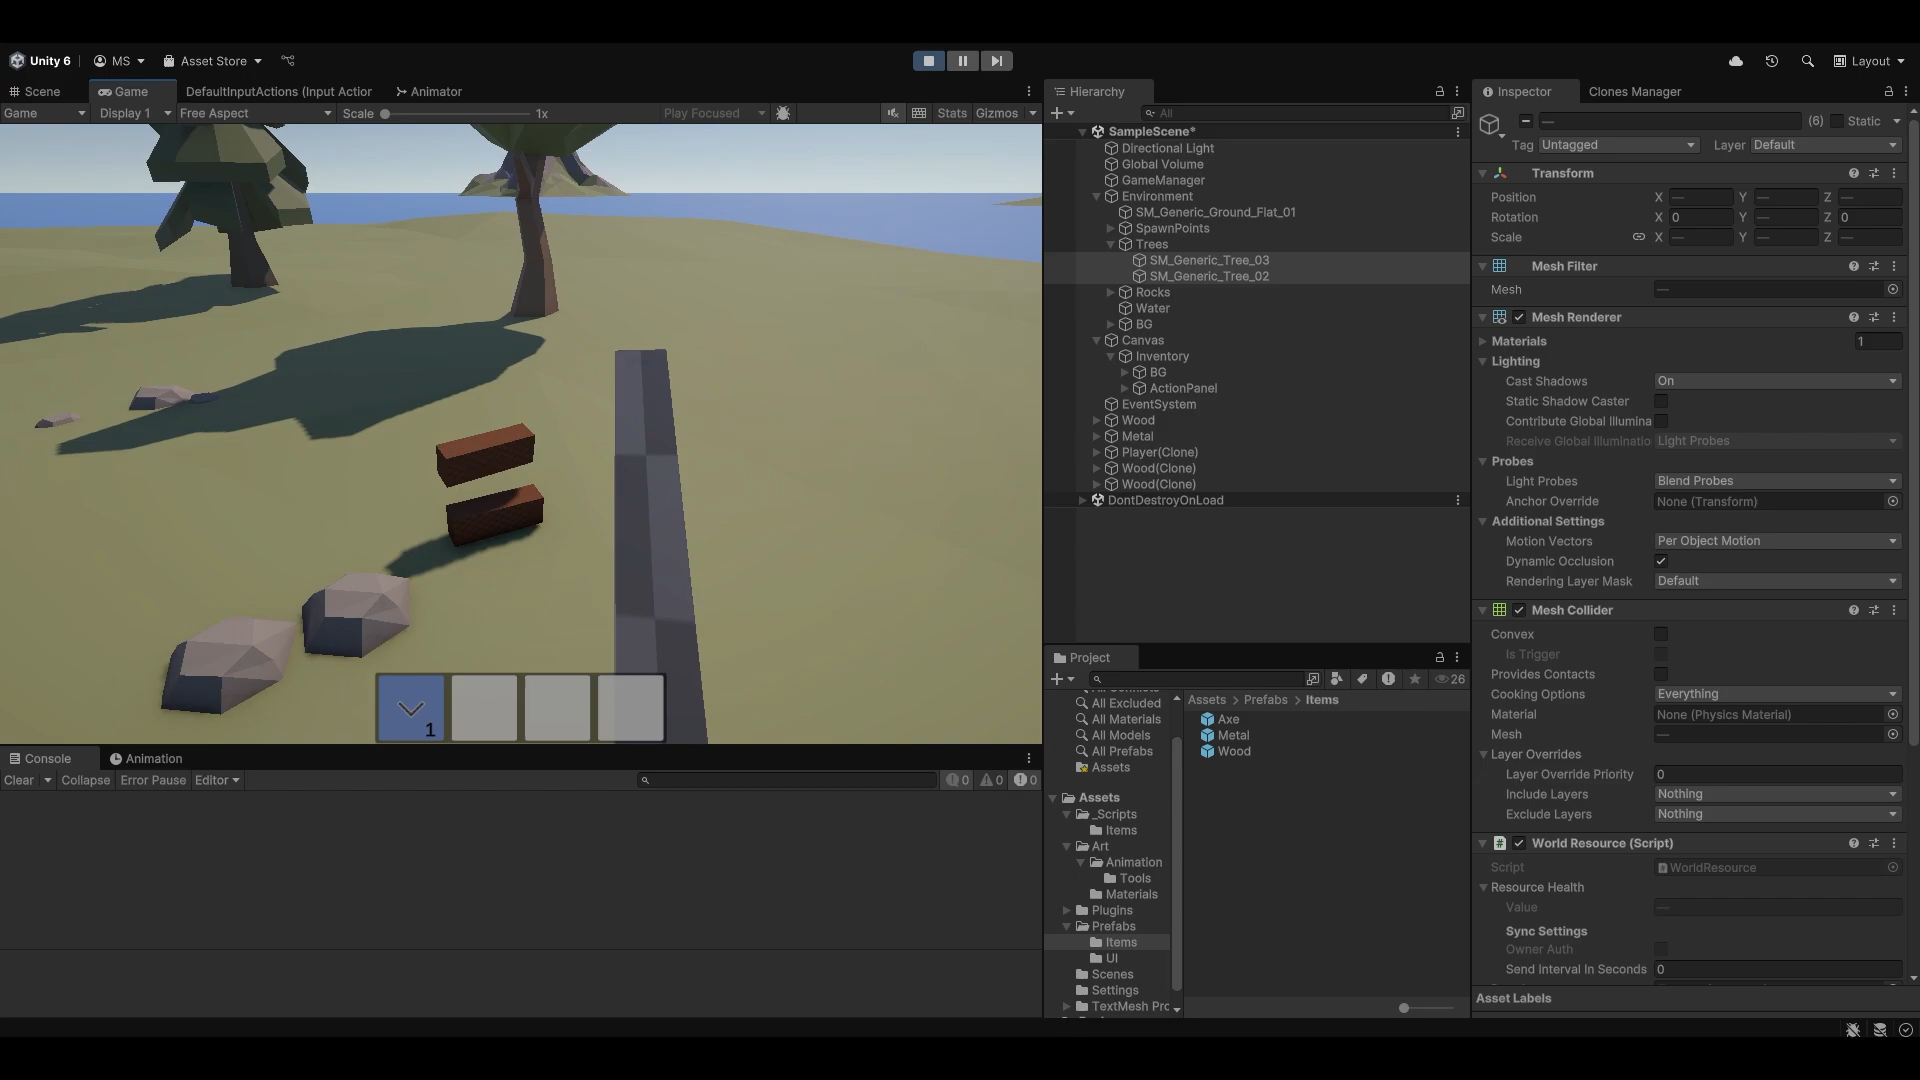 Unity 6
MS
Asset Store
Layout
Scene
Game
DefaultInputActions (Input Action
Animator
Game
Display 1
Free Aspect
Scale
1x
Play Focused
Stats
Gizmos
1
Console
Animation
Clear
Collapse
Error Pause
Editor
0
0
0
Hierarchy
All
SampleScene*
Directional Light
Global Volume
GameManager
Environment
SM_Generic_Ground_Flat_01
SpawnPoints
Trees
SM_Generic_Tree_03
SM_Generic_Tree_02
Rocks
Water
BG
Canvas
Inventory
BG
ActionPanel
EventSystem
Wood
Metal
Player(Clone)
Wood(Clone)
Wood(Clone)
DontDestroyOnLoad
Project
26
All Excluded
All Materials
All Models
All Prefabs
Assets
Assets
_Scripts
Items
Art
Animation
Tools
Materials
Plugins
Prefabs
Items
UI
Scenes
Settings
TextMesh Pro
Assets > Prefabs > Items
Axe
Metal
Wood
Inspector
Clones Manager
—
(6)
Static
Tag Untagged
Layer Default
Transform
Position X — Y — Z —
Rotation X 0 Y — Z 0
Scale X — Y — Z —
Mesh Filter
Mesh —
Mesh Renderer
Materials 1
Lighting
Cast Shadows On
Static Shadow Caster
Contribute Global Illumina
Receive Global Illuminatio Light Probes
Probes
Light Probes Blend Probes
Anchor Override None (Transform)
Additional Settings
Motion Vectors Per Object Motion
Dynamic Occlusion
Rendering Layer Mask Default
Mesh Collider
Convex
Is Trigger
Provides Contacts
Cooking Options Everything
Material None (Physics Material)
Mesh —
Layer Overrides
Layer Override Priority 0
Include Layers Nothing
Exclude Layers Nothing
World Resource (Script)
Script WorldResource
Resource Health
Value —
Sync Settings
Owner Auth
Send Interval In Seconds 0
Asset Labels